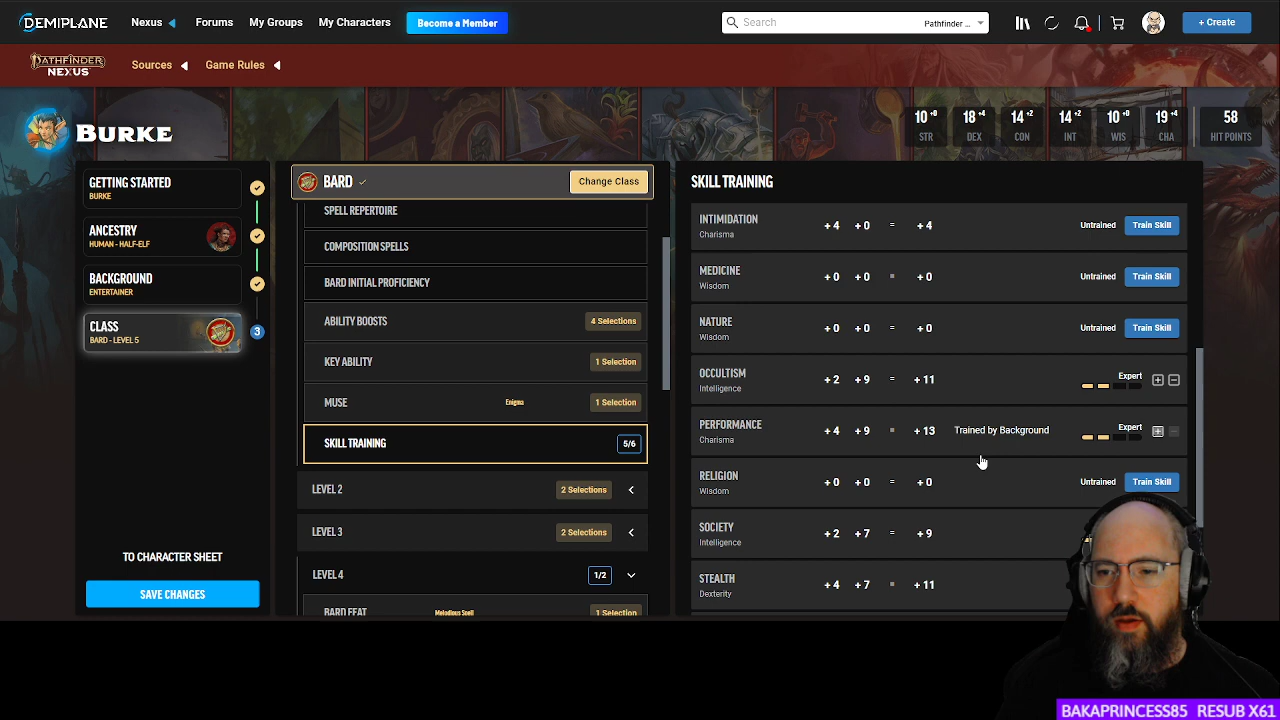 DEMIPLANE Nexus Forums My Groups My Characters Become a Member Search Pathfinder ... + Create
PATHFINDER NEXUS Sources Game Rules
BURKE
10 +0 18 +4 14 +2 14 +2 10 +0 19 +4 58
STR DEX CON INT WIS CHA HIT POINTS
GETTING STARTED
BURKE
ANCESTRY
HUMAN - HALF-ELF
BACKGROUND
ENTERTAINER
CLASS
BARD - LEVEL 5
3
TO CHARACTER SHEET
SAVE CHANGES
BARD Change Class
SPELL REPERTOIRE
COMPOSITION SPELLS
BARD INITIAL PROFICIENCY
ABILITY BOOSTS 4 Selections
KEY ABILITY 1 Selection
MUSE Enigma 1 Selection
SKILL TRAINING 5/6
LEVEL 2 2 Selections
LEVEL 3 2 Selections
LEVEL 4 1/2
BARD FEAT Melodious Spell 1 Selection
SKILL TRAINING
INTIMIDATION +4 +0 = +4 Untrained Train Skill
Charisma
MEDICINE +0 +0 = +0 Untrained Train Skill
Wisdom
NATURE +0 +0 = +0 Untrained Train Skill
Wisdom
OCCULTISM +2 +9 = +11 Expert
Intelligence
PERFORMANCE +4 +9 = +13 Trained by Background Expert
Charisma
RELIGION +0 +0 = +0 Untrained Train Skill
Wisdom
SOCIETY +2 +7 = +9
Intelligence
STEALTH +4 +7 = +11
Dexterity
BAKAPRINCESS85 RESUB X61